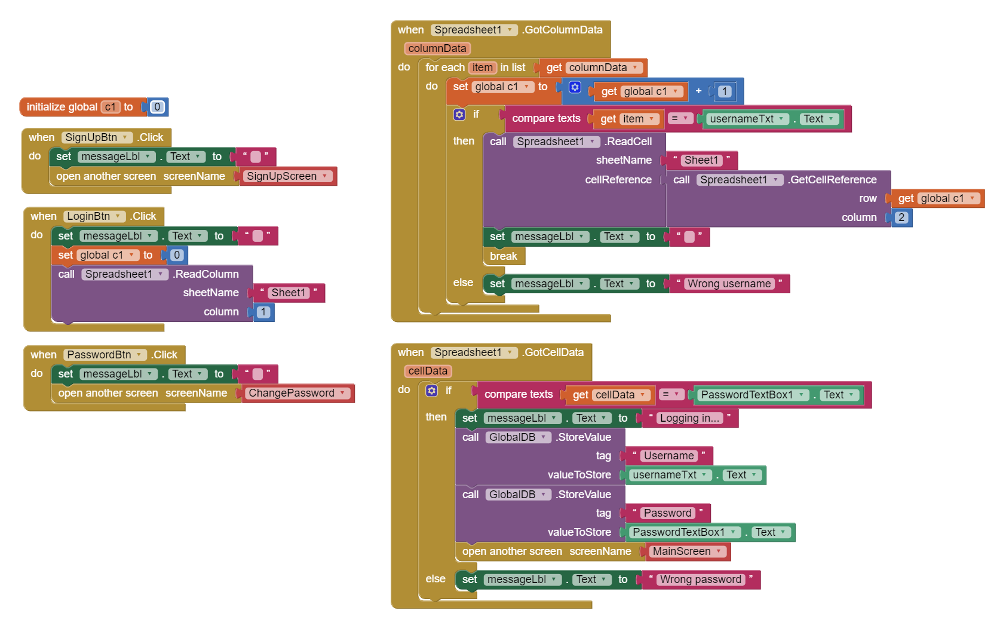 initialize global c1 to 0
when SignUpBtn .Click
do set messageLbl . Text to “ ”
open another screen screenName SignUpScreen
when LoginBtn .Click
do set messageLbl . Text to “ ”
set global c1 to 0
call Spreadsheet1 .ReadColumn
sheetName “ Sheet1 ”
column 1
when PasswordBtn .Click
do set messageLbl . Text to “ ”
open another screen screenName ChangePassword
when Spreadsheet1 .GotColumnData
columnData
do for each item in list get columnData
do set global c1 to get global c1 + 1
if compare texts get item = usernameTxt . Text
then call Spreadsheet1 .ReadCell
sheetName “ Sheet1 ”
cellReference call Spreadsheet1 .GetCellReference
row get global c1
column 2
set messageLbl . Text to “ ”
break
else set messageLbl . Text to “ Wrong username ”
when Spreadsheet1 .GotCellData
cellData
do if compare texts get cellData = PasswordTextBox1 . Text
then set messageLbl . Text to “ Logging in... ”
call GlobalDB .StoreValue
tag “ Username ”
valueToStore usernameTxt . Text
call GlobalDB .StoreValue
tag “ Password ”
valueToStore PasswordTextBox1 . Text
open another screen screenName MainScreen
else set messageLbl . Text to “ Wrong password ”